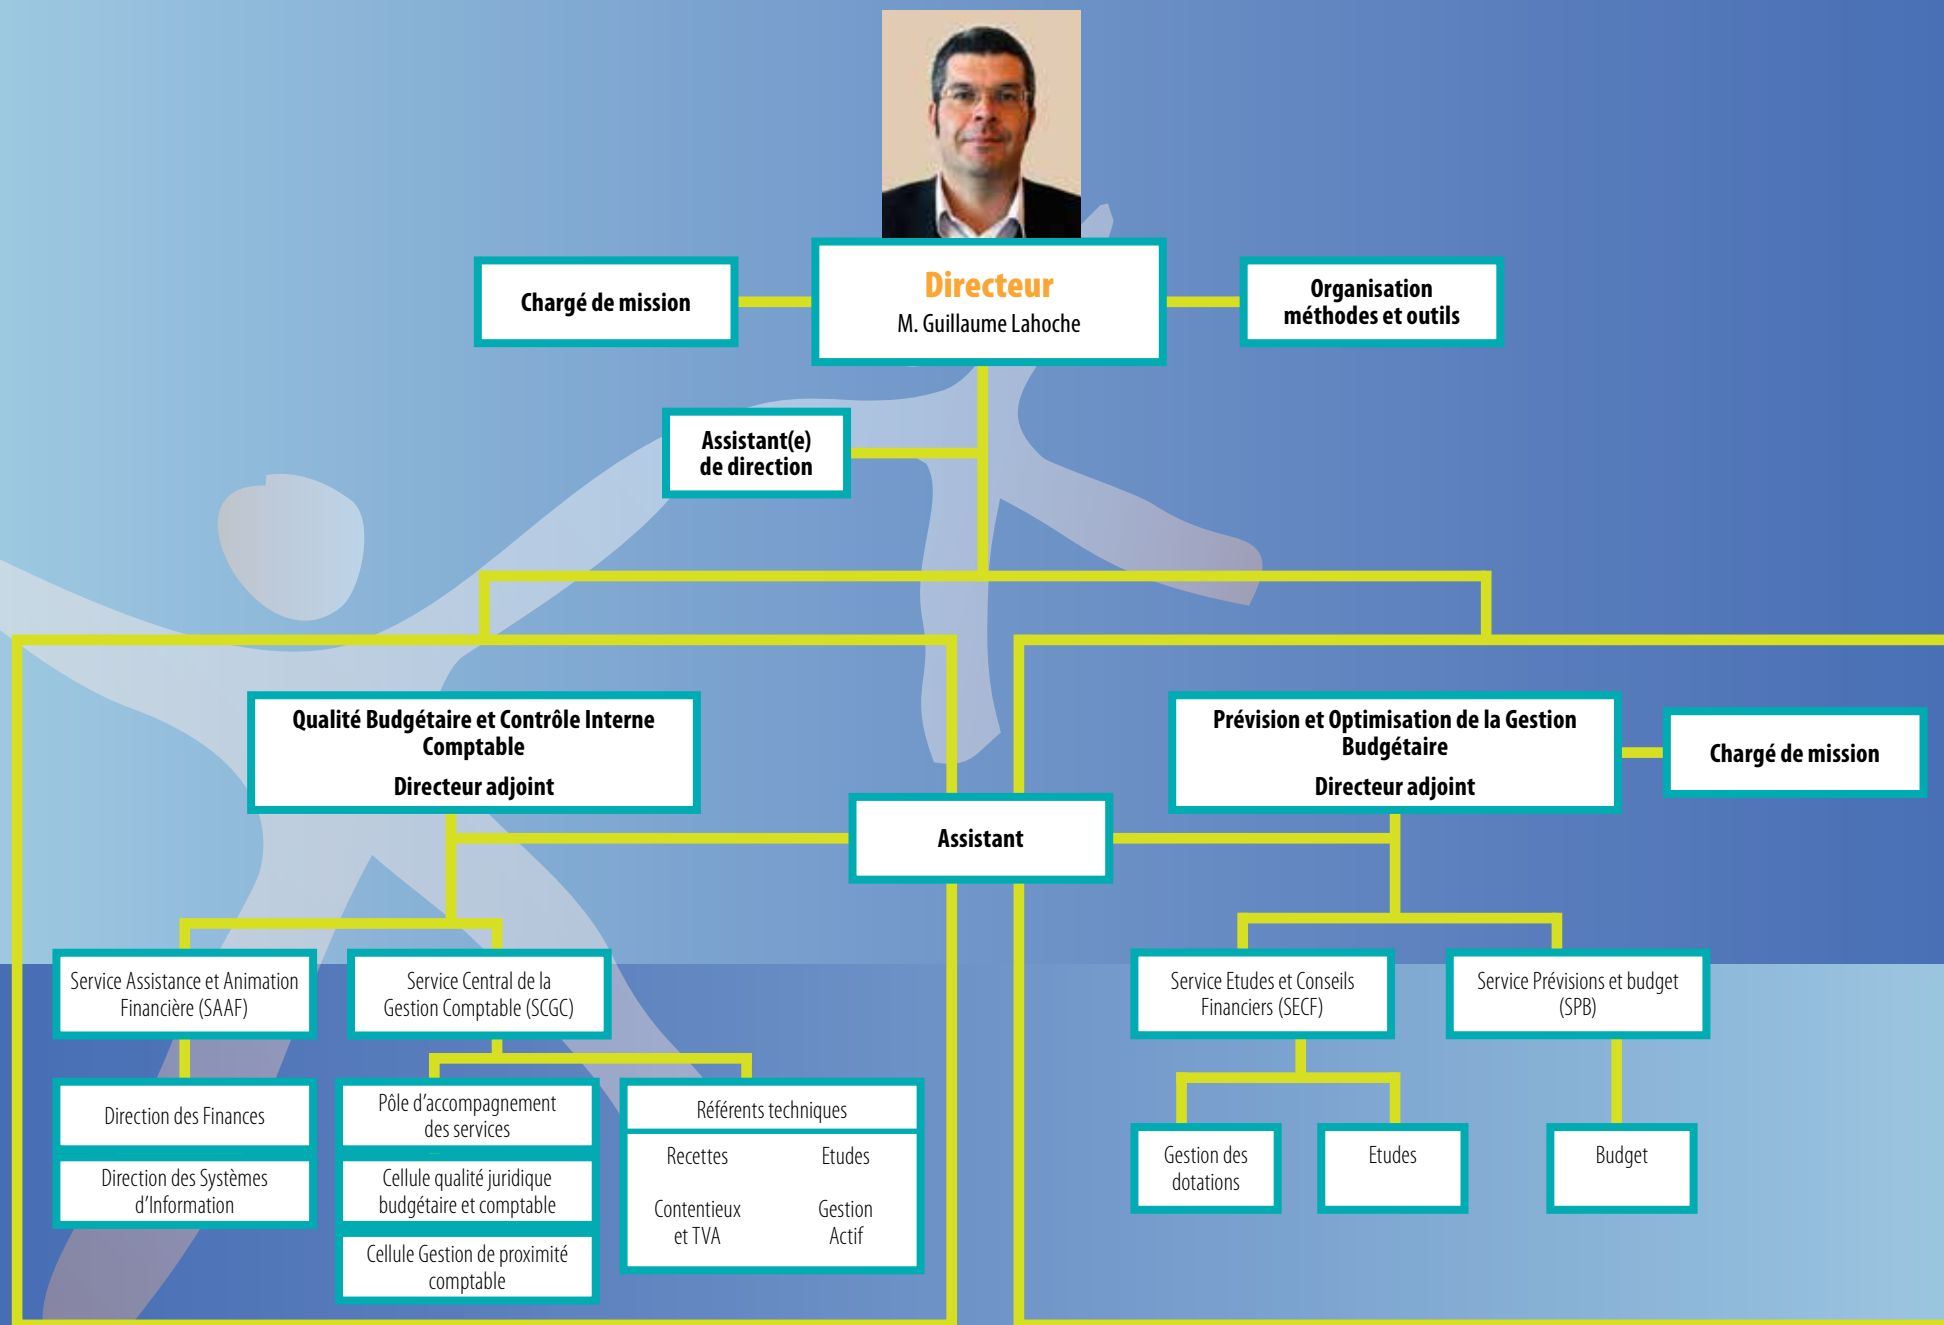 Directeur
M. Guillaume Lahoche
Chargé de mission
Organisation
méthodes et outils
Assistant(e)
de direction
Qualité Budgétaire et Contrôle Interne
Comptable
Directeur adjoint
Prévision et Optimisation de la Gestion
Budgétaire
Directeur adjoint
Chargé de mission
Assistant
Service Assistance et Animation
Financière (SAAF)
Service Central de la
Gestion Comptable (SCGC)
Service Etudes et Conseils
Financiers (SECF)
Service Prévisions et budget
(SPB)
Direction des Finances
Direction des Systèmes
d'Information
Pôle d'accompagnement
des services
Cellule qualité juridique
budgétaire et comptable
Cellule Gestion de proximité
comptable
Référents techniques
Recettes
Etudes
Contentieux
et TVA
Gestion
Actif
Gestion des
dotations
Etudes
Budget